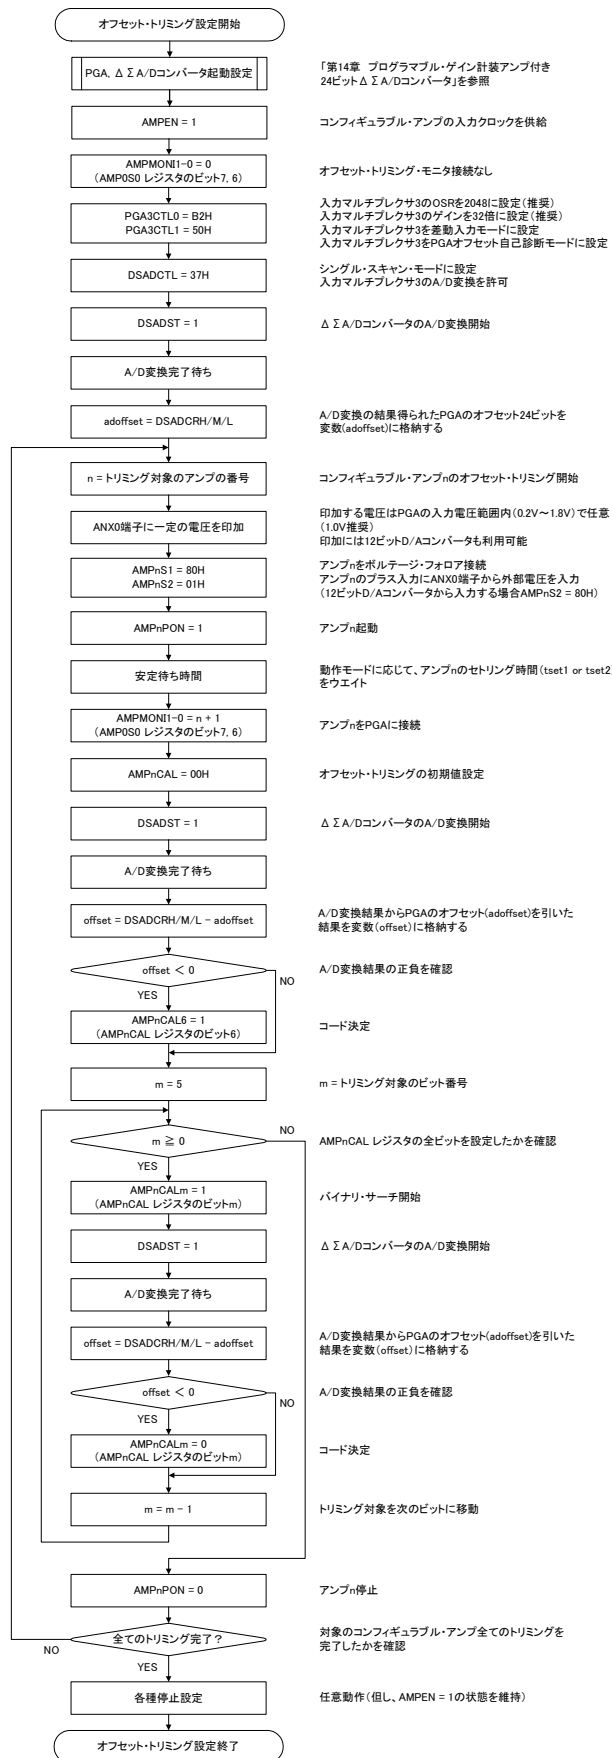 オフセット・トリミング設定開始
PGA, ΔΣA/Dコンバータ起動設定
「第14章 プログラマブル・ゲイン計装アンプ付き
24ビットΔΣA/Dコンバータ」を参照
AMPEN = 1
コンフィギュラブル・アンプの入力クロックを供給
AMPMONI1-0 = 0
(AMP0S0 レジスタのビット7, 6)
オフセット・トリミング・モニタ接続なし
PGA3CTL0 = B2H
PGA3CTL1 = 50H
入力マルチプレクサ3のOSRを2048に設定(推奨)
入力マルチプレクサ3のゲインを32倍に設定(推奨)
入力マルチプレクサ3を差動入力モードに設定
入力マルチプレクサ3をPGAオフセット自己診断モードに設定
DSADCTL = 37H
シングル・スキャン・モードに設定
入力マルチプレクサ3のA/D変換を許可
DSADST = 1
ΔΣA/DコンバータのA/D変換開始
A/D変換完了待ち
adoffset = DSADCRH/M/L
A/D変換の結果得られたPGAのオフセット24ビットを
変数(adoffset)に格納する
n = トリミング対象のアンプの番号
コンフィギュラブル・アンプnのオフセット・トリミング開始
ANX0端子に一定の電圧を印加
印加する電圧はPGAの入力電圧範囲内(0.2V～1.8V)で任意
(1.0V推奨)
印加には12ビットD/Aコンバータも利用可能
AMPnS1 = 80H
AMPnS2 = 01H
アンプnをボルテージ・フォロア接続
アンプnのプラス入力にANX0端子から外部電圧を入力
(12ビットD/Aコンバータから入力する場合AMPnS2 = 80H)
AMPnPON = 1
アンプn起動
安定待ち時間
動作モードに応じて、アンプnのセトリング時間(tset1 or tset2)
をウエイト
AMPMONI1-0 = n + 1
(AMP0S0 レジスタのビット7, 6)
アンプnをPGAに接続
AMPnCAL = 00H
オフセット・トリミングの初期値設定
DSADST = 1
ΔΣA/DコンバータのA/D変換開始
A/D変換完了待ち
offset = DSADCRH/M/L - adoffset
A/D変換結果からPGAのオフセット(adoffset)を引いた
結果を変数(offset)に格納する
offset < 0
NO
A/D変換結果の正負を確認
YES
AMPnCAL6 = 1
(AMPnCAL レジスタのビット6)
コード決定
m = 5
m = トリミング対象のビット番号
m ≧ 0
NO
AMPnCAL レジスタの全ビットを設定したかを確認
YES
AMPnCALm = 1
(AMPnCAL レジスタのビットm)
バイナリ・サーチ開始
DSADST = 1
ΔΣA/DコンバータのA/D変換開始
A/D変換完了待ち
offset = DSADCRH/M/L - adoffset
A/D変換結果からPGAのオフセット(adoffset)を引いた
結果を変数(offset)に格納する
offset < 0
NO
A/D変換結果の正負を確認
YES
AMPnCALm = 0
(AMPnCAL レジスタのビットm)
コード決定
m = m - 1
トリミング対象を次のビットに移動
AMPnPON = 0
アンプn停止
全てのトリミング完了?
NO
対象のコンフィギュラブル・アンプ全てのトリミングを
完了したかを確認
YES
各種停止設定
任意動作(但し、AMPEN = 1の状態を維持)
オフセット・トリミング設定終了